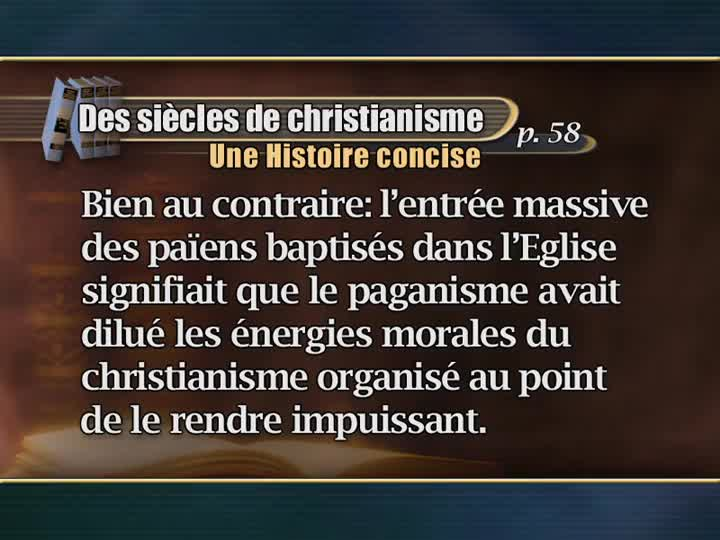 Des siècles de christianisme
p. 58
Une Histoire concise
Bien au contraire: l’entrée massive
des païens baptisés dans l’Eglise
signifiait que le paganisme avait
dilué les énergies morales du
christianisme organisé au point
de le rendre impuissant.